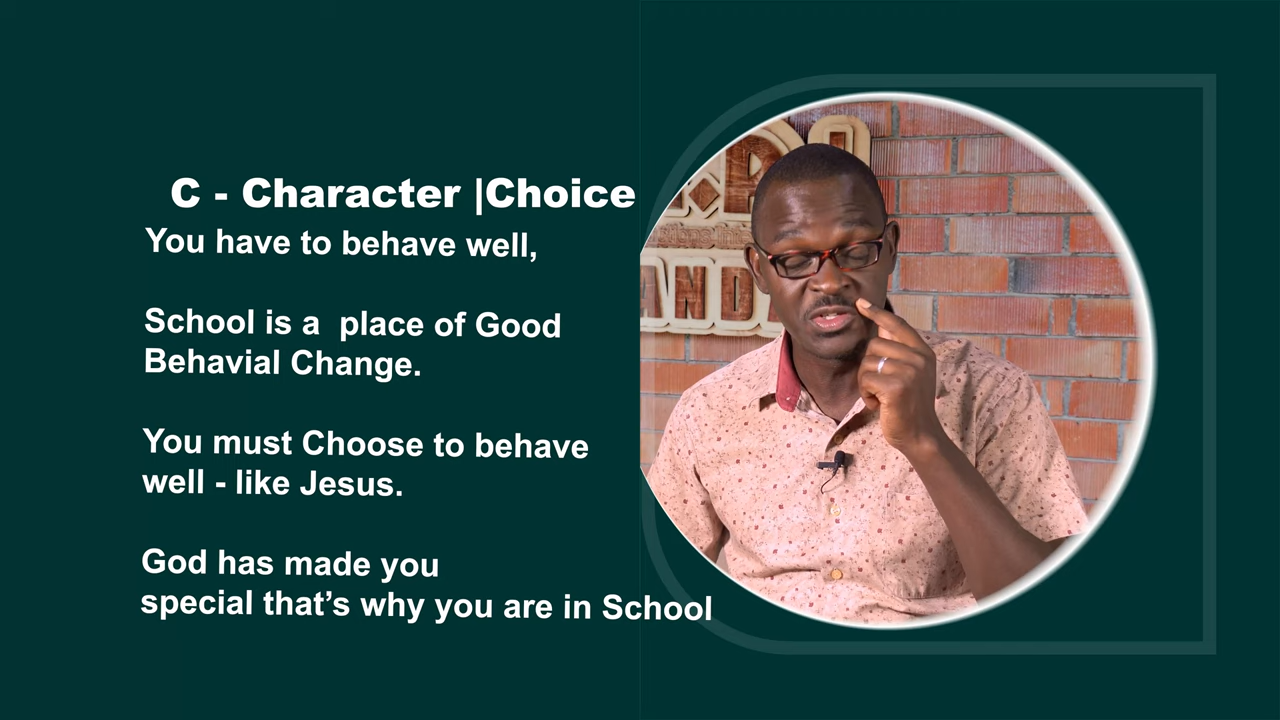 C - Character |Choice
You have to behave well,
School is a  place of Good
Behavial Change.
You must Choose to behave
well - like Jesus.
God has made you
special that’s why you are in School
AND